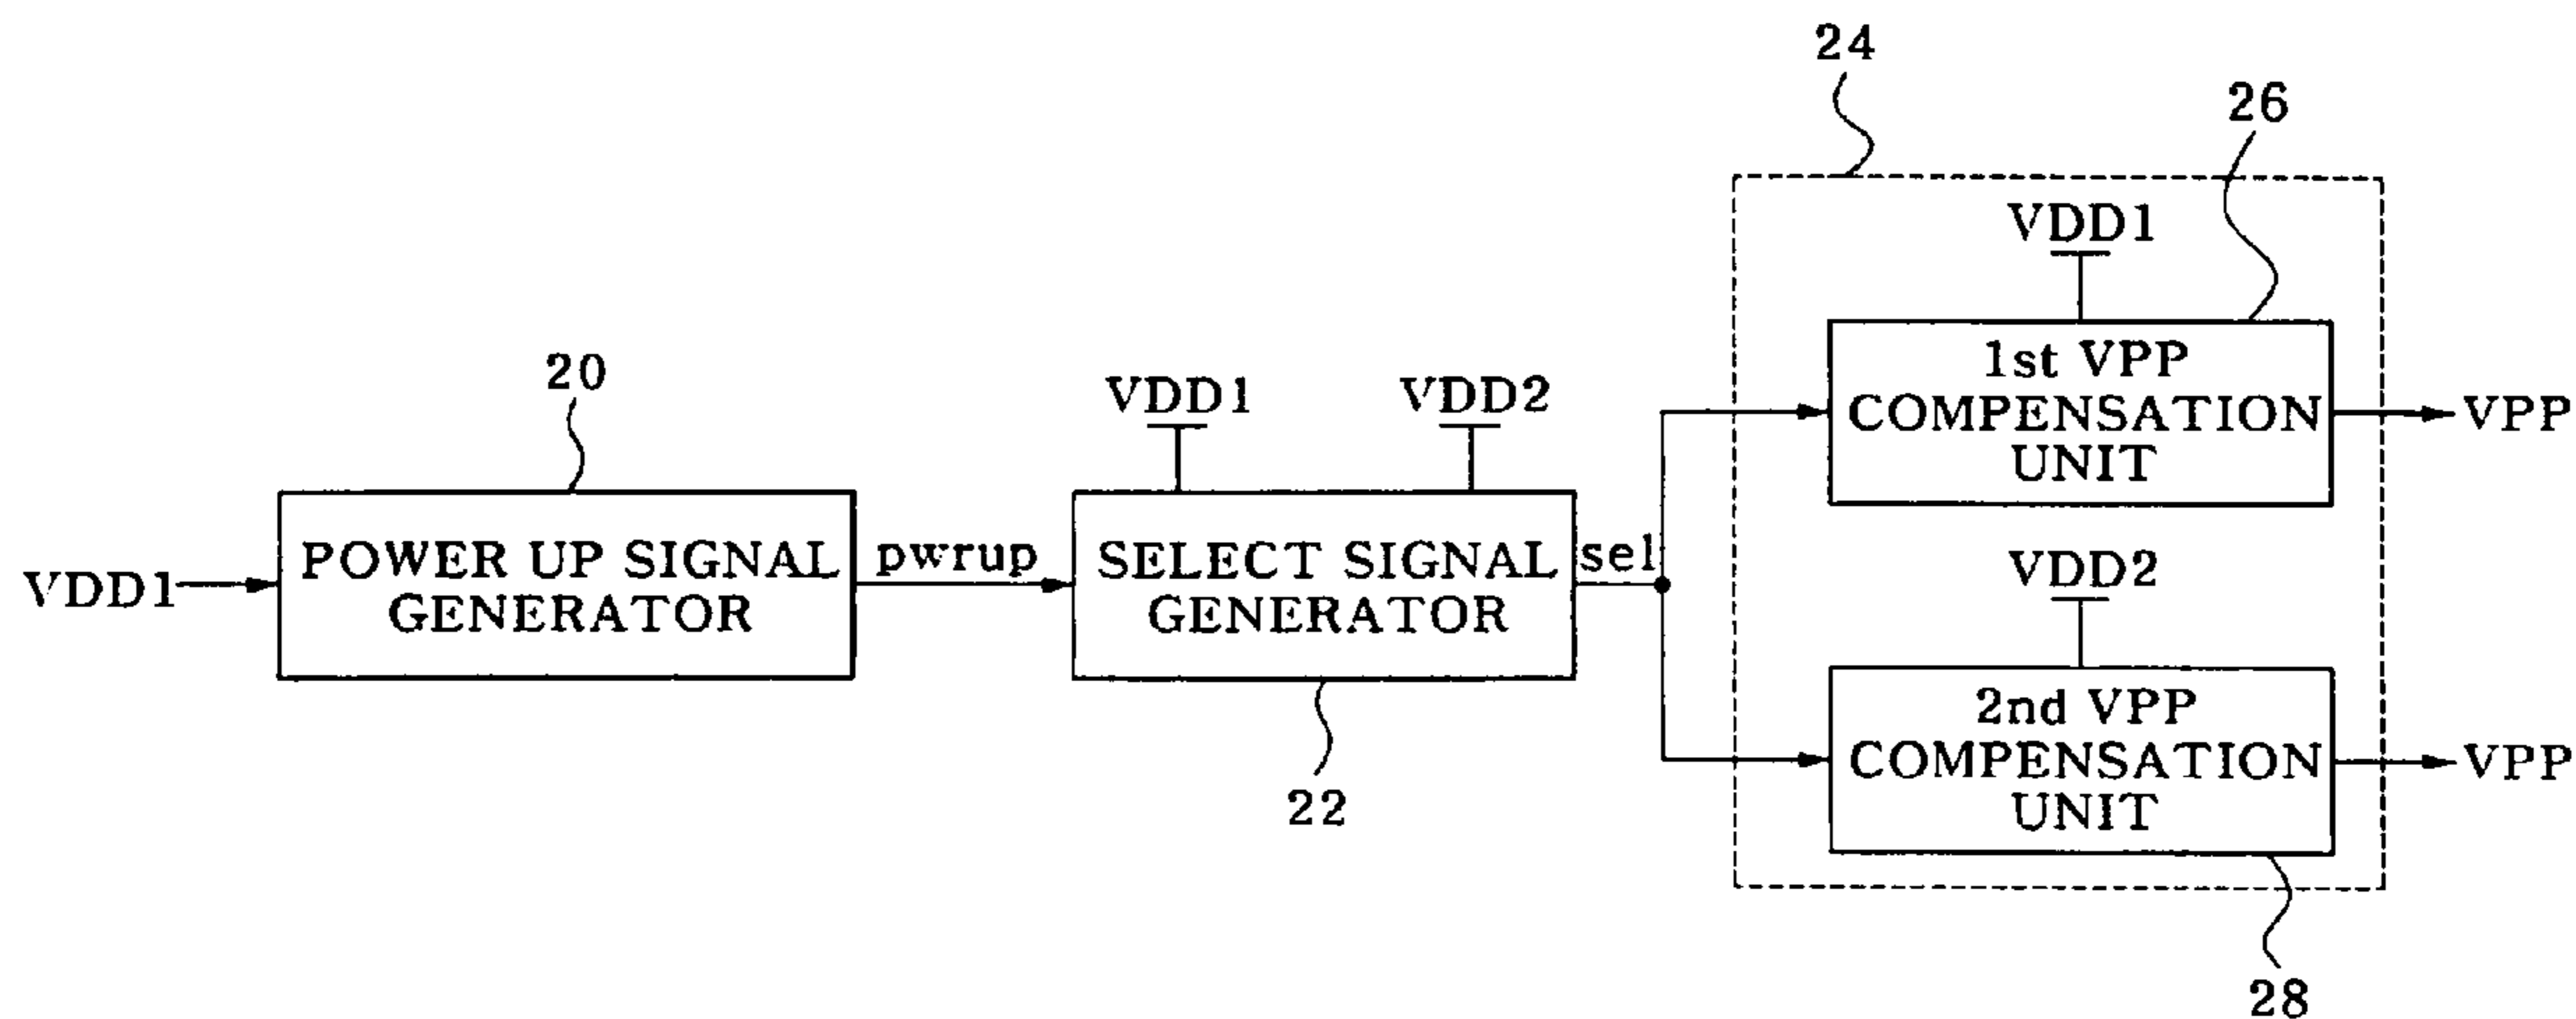 24
26
VDD1
1st VPP
COMPENSATION
UNIT
VPP
20
VDD1
VDD2
VDD1
POWER UP SIGNAL
GENERATOR
pwrup
SELECT SIGNAL
GENERATOR
sel
22
VDD2
2nd VPP
COMPENSATION
UNIT
VPP
28